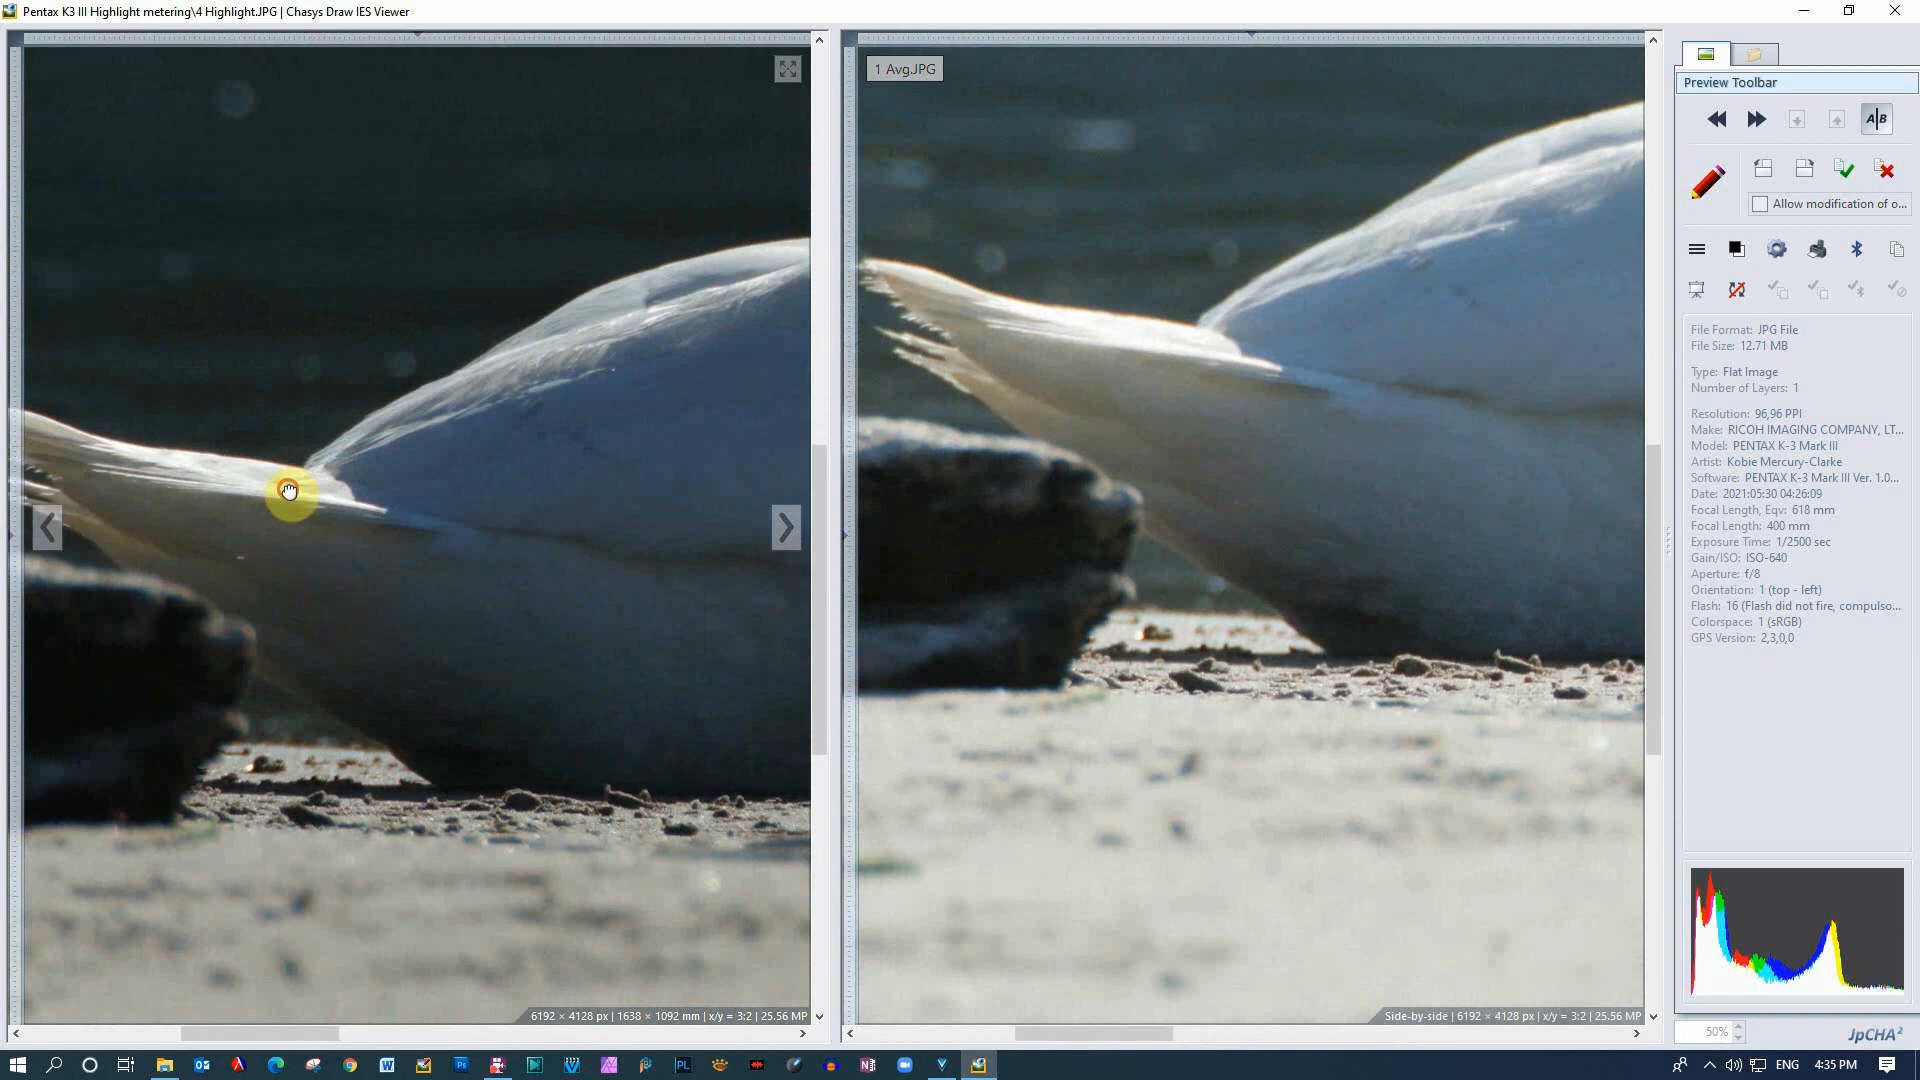 Pentax K3 III Highlight metering\4 Highlight.JPG | Chasys Draw IES Viewer
1 Avg.JPG
Preview Toolbar
A|B
Allow modification of o...
File Format: JPG File
File Size: 12.71 MB
Type: Flat Image
Number of Layers: 1
Resolution: 96,96 PPI
Make: RICOH IMAGING COMPANY, LT...
Model: PENTAX K-3 Mark III
Artist: Kobie Mercury-Clarke
Software: PENTAX K-3 Mark III Ver. 1.0...
Date: 2021:05:30 04:26:09
Focal Length, Eqv: 618 mm
Focal Length: 400 mm
Exposure Time: 1/2500 sec
Gain/ISO: ISO-640
Aperture: f/8
Orientation: 1 (top - left)
Flash: 16 (Flash did not fire, compulso...
Colorspace: 1 (sRGB)
GPS Version: 2,3,0,0
6192 × 4128 px | 1638 × 1092 mm | x/y = 3:2 | 25.56 MP
Side-by-side | 6192 × 4128 px | x/y = 3:2 | 25.56 MP
50%
JpCHA²
ENG
4:35 PM